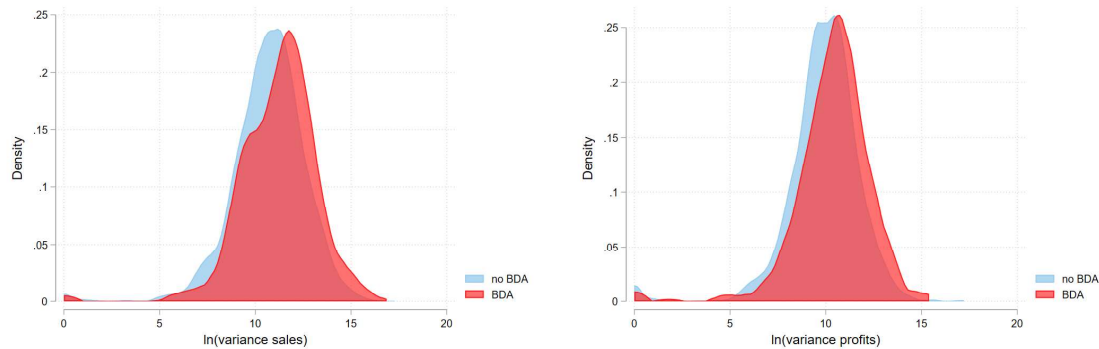 .25
.2
.15
.1
.05
0
Density
0 5 10 15 20
ln(variance sales)
no BDA
BDA
.25
.2
.15
.1
.05
0
Density
0 5 10 15 20
ln(variance profits)
no BDA
BDA